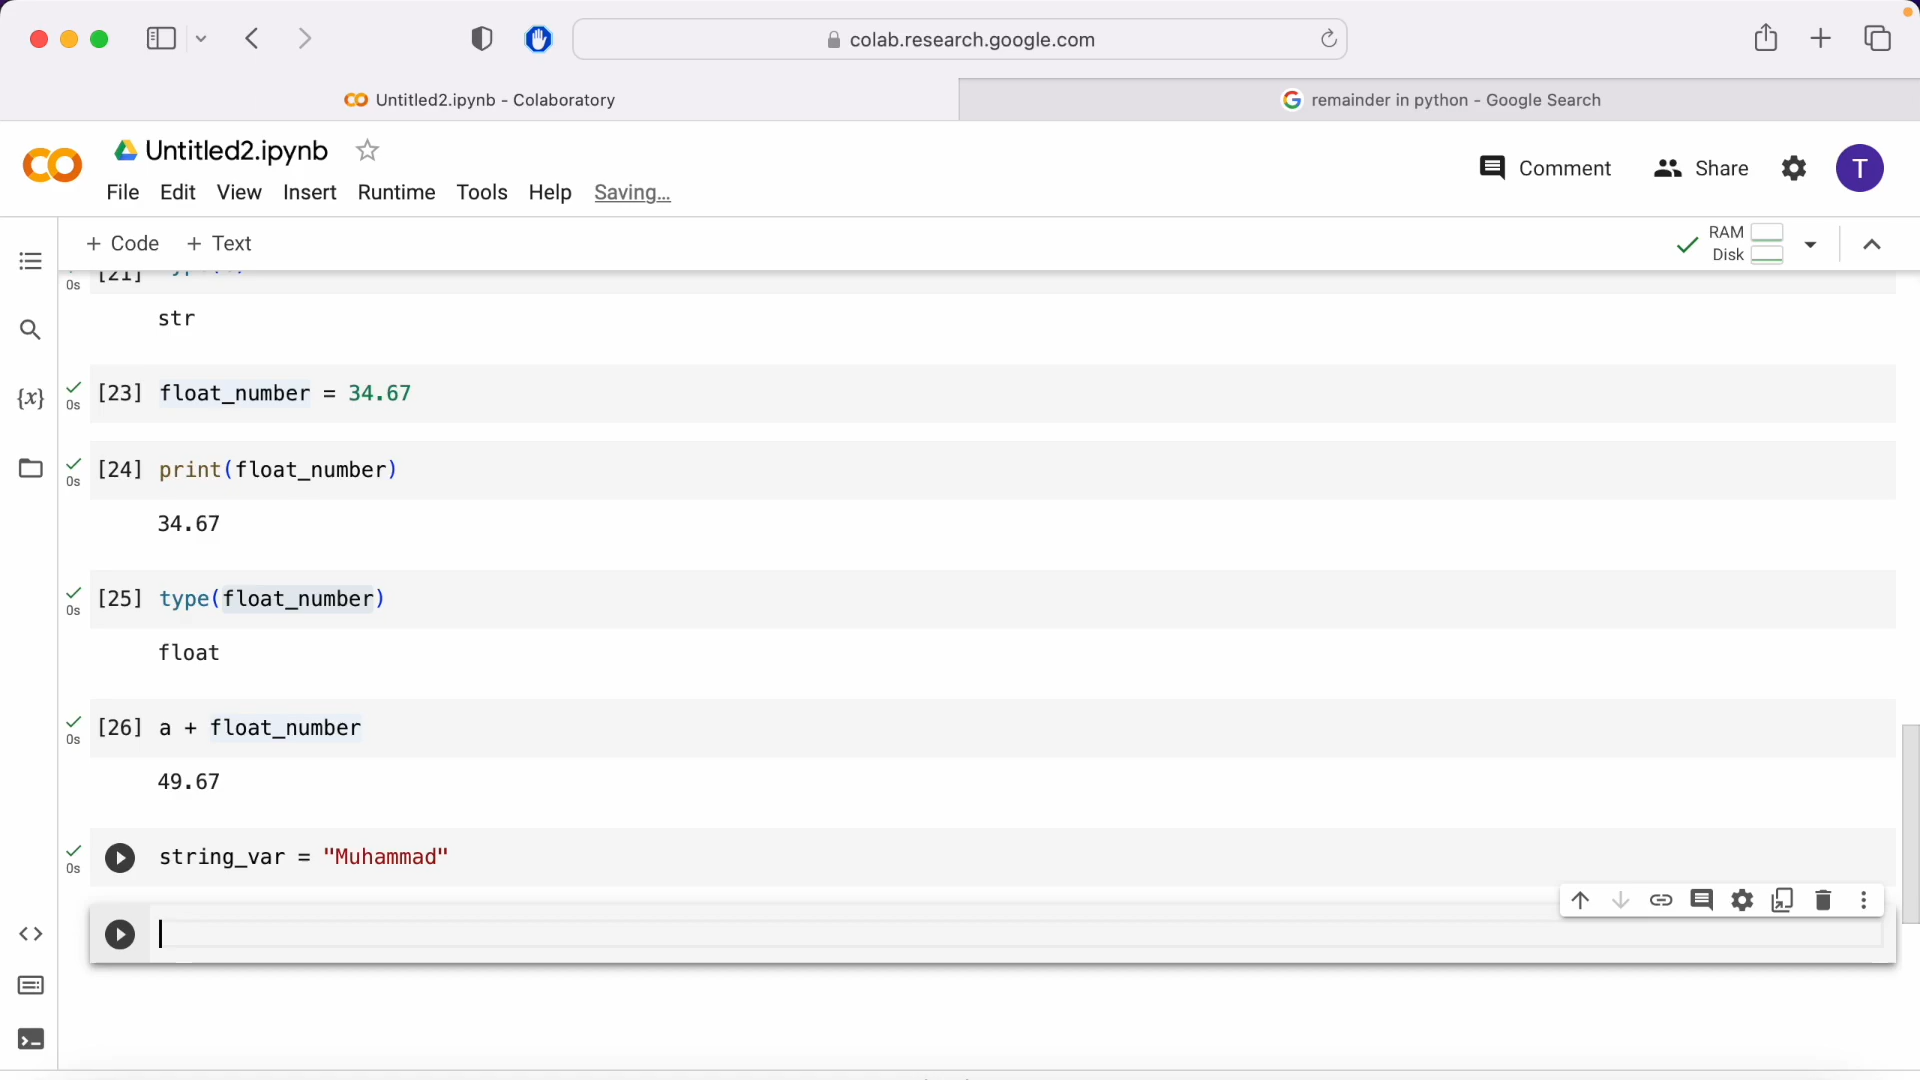 colab.research.google.com
Untitled2.ipynb - Colaboratory
remainder in python - Google Search
Untitled2.ipynb
Comment
Share
T
File Edit View Insert Runtime Tools Help Saving...
+ Code + Text
RAM
Disk
[21]
0s
str
[23] float_number = 34.67
0s
[24] print(float_number)
0s
34.67
[25] type(float_number)
0s
float
[26] a + float_number
0s
49.67
string_var = "Muhammad"
0s
{x}